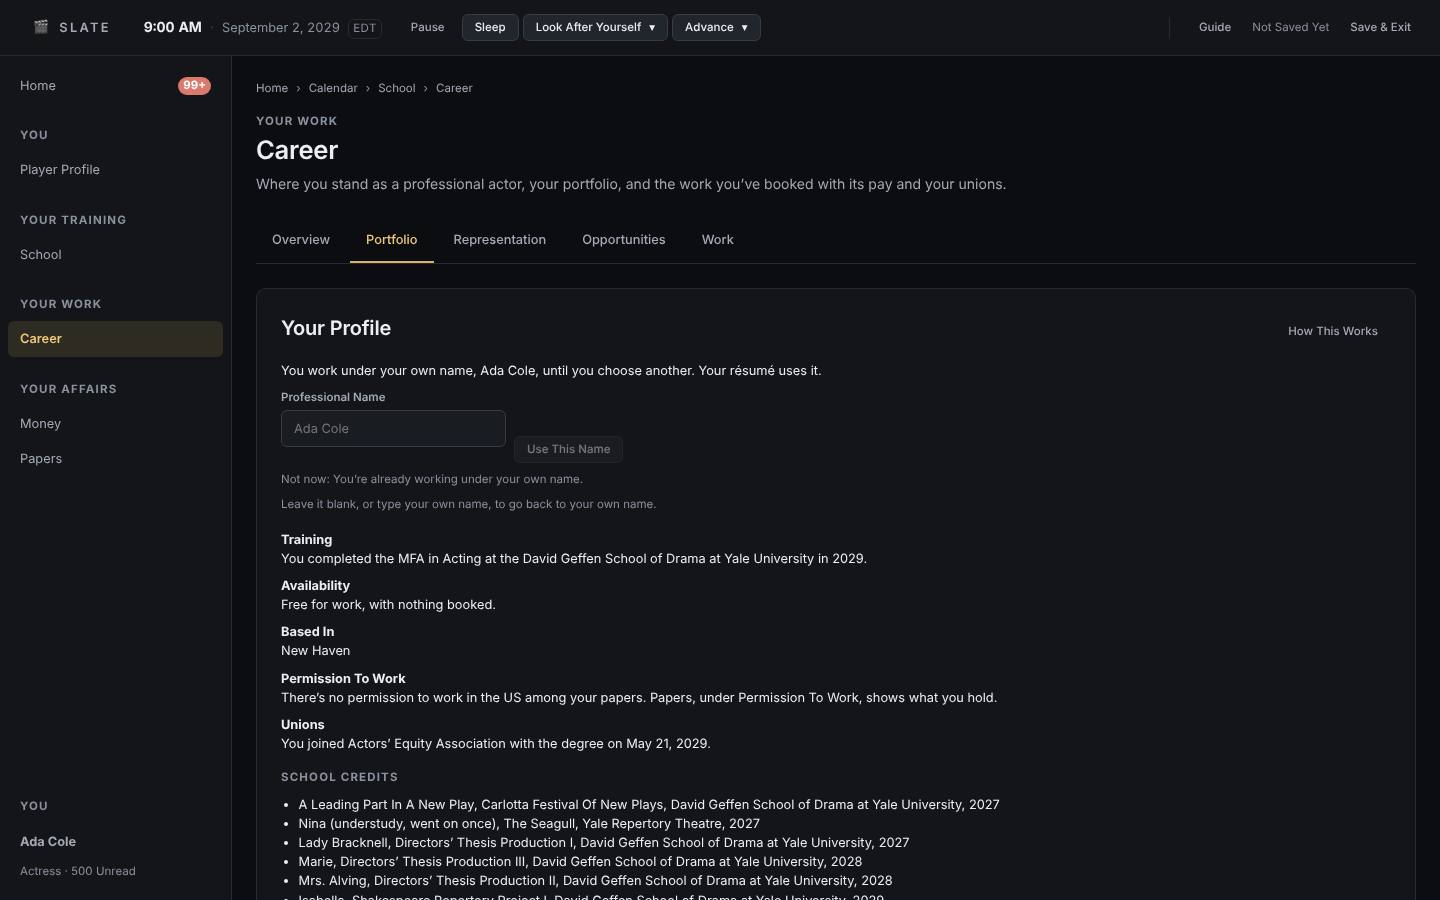 SLATE
9:00 AM · September 2, 2029 EDT
Pause
Sleep
Look After Yourself ▾
Advance ▾
Guide
Not Saved Yet
Save & Exit
Home
99+
YOU
Player Profile
YOUR TRAINING
School
YOUR WORK
Career
YOUR AFFAIRS
Money
Papers
YOU
Ada Cole
Actress · 500 Unread
Home › Calendar › School › Career
YOUR WORK
Career
Where you stand as a professional actor, your portfolio, and the work you’ve booked with its pay and your unions.
Overview
Portfolio
Representation
Opportunities
Work
Your Profile
How This Works
You work under your own name, Ada Cole, until you choose another. Your résumé uses it.
Professional Name
Ada Cole
Use This Name
Not now: You’re already working under your own name.
Leave it blank, or type your own name, to go back to your own name.
Training
You completed the MFA in Acting at the David Geffen School of Drama at Yale University in 2029.
Availability
Free for work, with nothing booked.
Based In
New Haven
Permission To Work
There’s no permission to work in the US among your papers. Papers, under Permission To Work, shows what you hold.
Unions
You joined Actors’ Equity Association with the degree on May 21, 2029.
SCHOOL CREDITS
• A Leading Part In A New Play, Carlotta Festival Of New Plays, David Geffen School of Drama at Yale University, 2027
• Nina (understudy, went on once), The Seagull, Yale Repertory Theatre, 2027
• Lady Bracknell, Directors’ Thesis Production I, David Geffen School of Drama at Yale University, 2027
• Marie, Directors’ Thesis Production III, David Geffen School of Drama at Yale University, 2028
• Mrs. Alving, Directors’ Thesis Production II, David Geffen School of Drama at Yale University, 2028
• Isabella, Shakespeare Repertory Project I, David Geffen School of Drama at Yale University, 2029